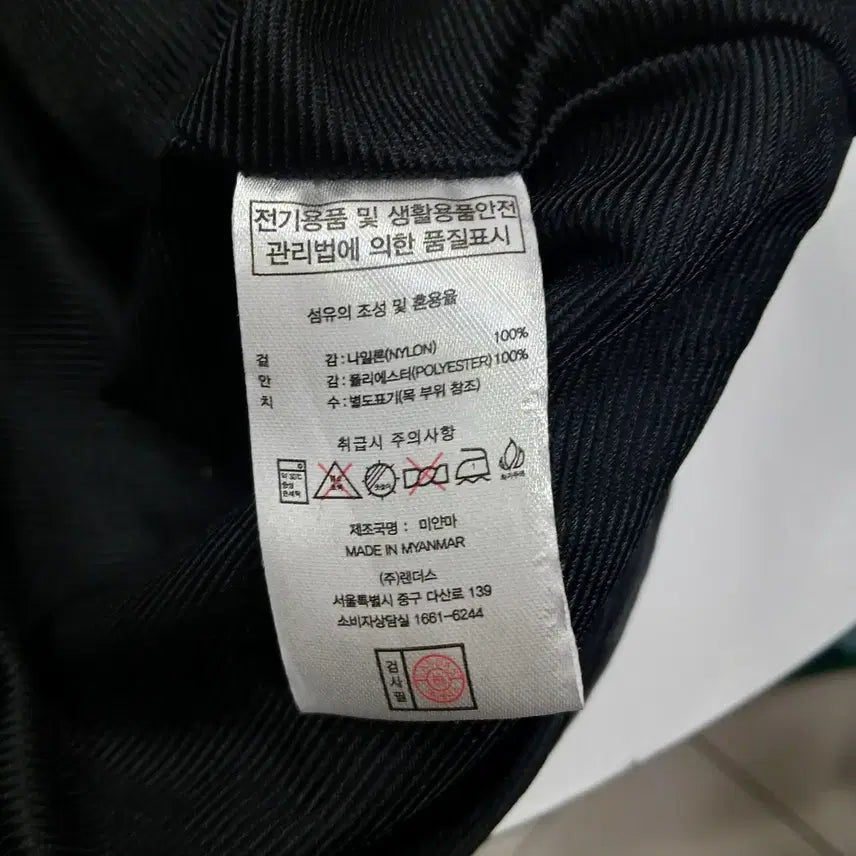 전기용품 및 생활용품안전
관리법에 의한 품질표시
섬유의 조성 및 혼용율
겉 감 : 나일론(NYLON) 100%
안 감 : 폴리에스터(POLYESTER) 100%
치 수 : 별도표기(목 부위 참조)
취급시 주의사항
제조국명 : 미얀마
MADE IN MYANMAR
(주)랜더스
서울특별시 중구 다산로 139
소비자상담실 1661-6244
검사필